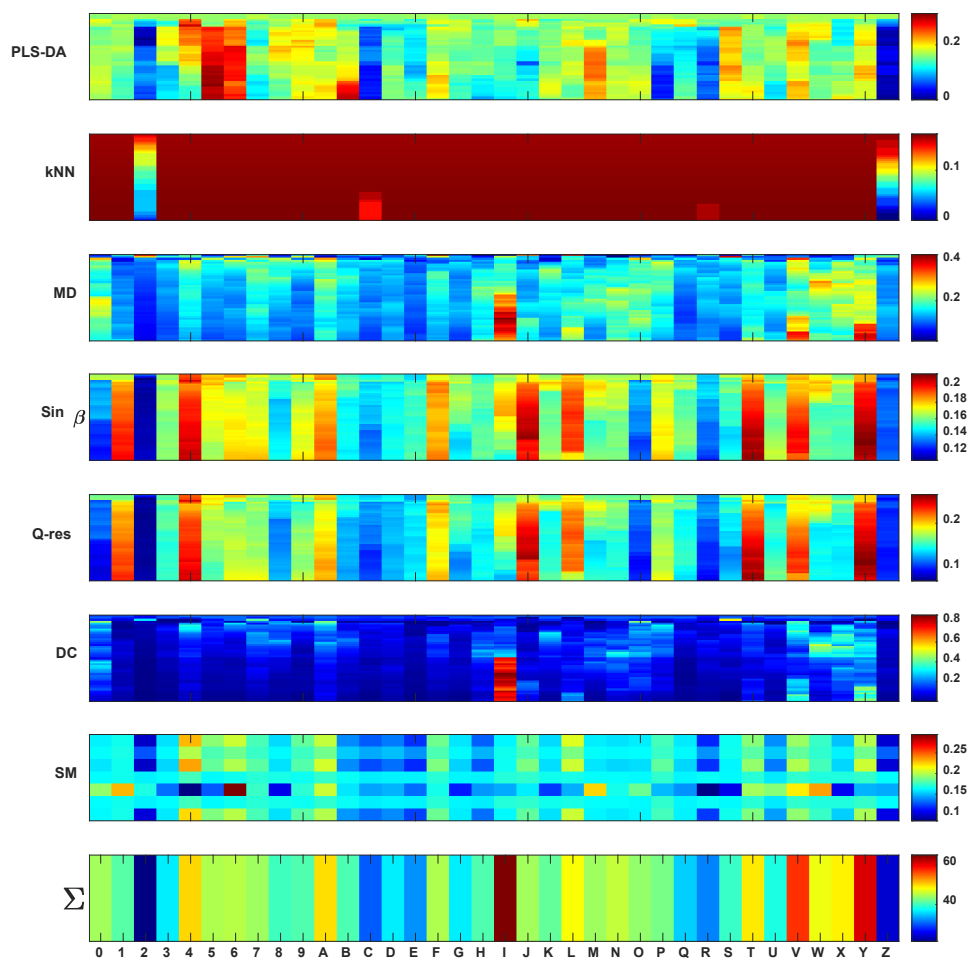 PLS-DA
0.2
0
kNN
0.1
0
MD
0.4
0.2
Sin β
0.2
0.18
0.16
0.14
0.12
Q-res
0.2
0.1
DC
0.8
0.6
0.4
0.2
SM
0.25
0.2
0.15
0.1
Σ
60
40
0 1 2 3 4 5 6 7 8 9 A B C D E F G H I J K L M N O P Q R S T U V W X Y Z